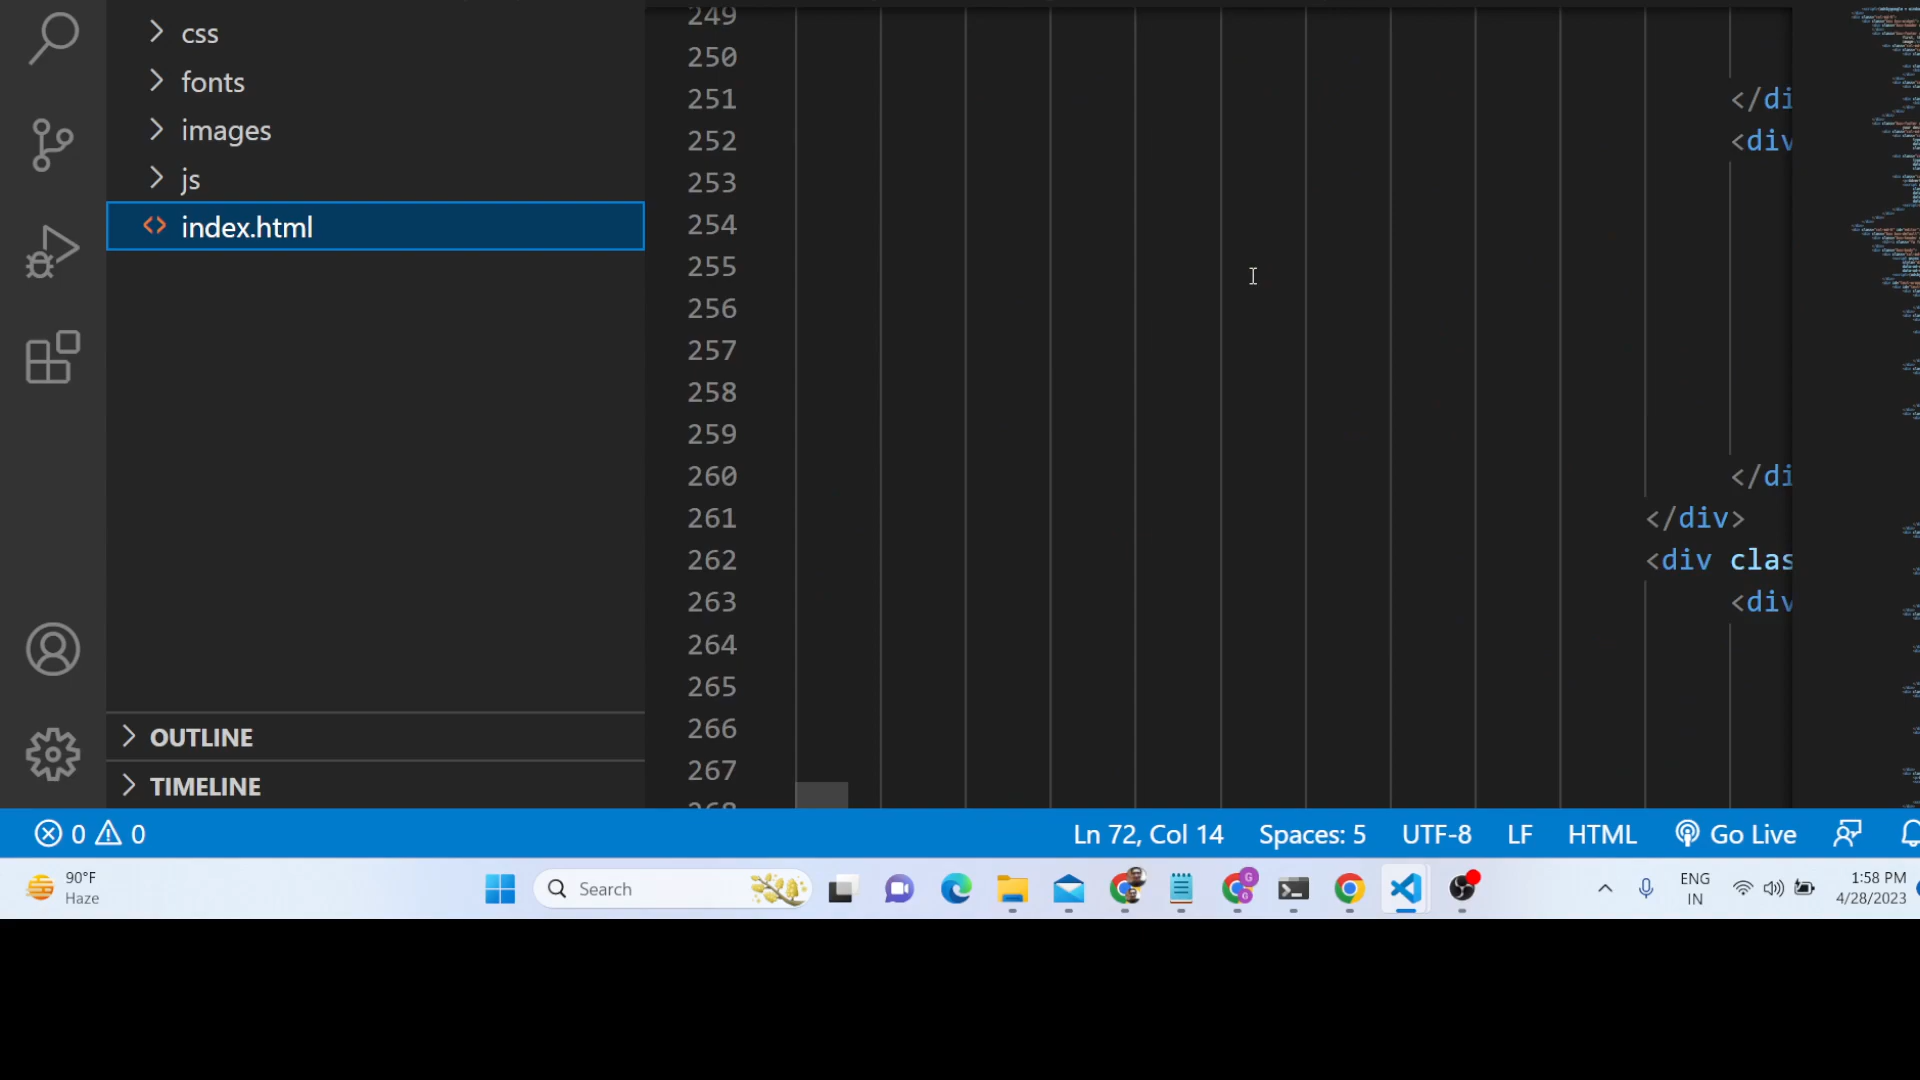 css
fonts
images
js
index.html
OUTLINE
TIMELINE
249
250
251 </di
252 <div
253
254
255
256
257
258
259
260 </di
261 </div>
262 <div clas
263 <div
264
265
266
267
268
0 0
Ln 72, Col 14 Spaces: 5 UTF-8 LF HTML Go Live
90°F
Haze
Search
ENG
IN
1:58 PM
4/28/2023